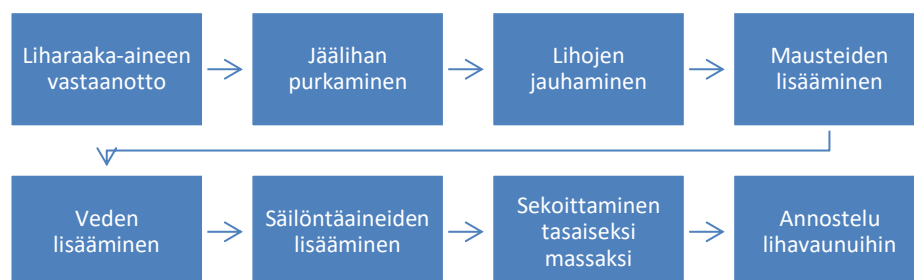 Liharaaka-aineen
vastaanotto
Jäälihan
purkaminen
Lihojen
jauhaminen
Mausteiden
lisääminen
Veden
lisääminen
Säilöntäaineiden
lisääminen
Sekoittaminen
tasaiseksi
massaksi
Annostelu
lihavaunuihin